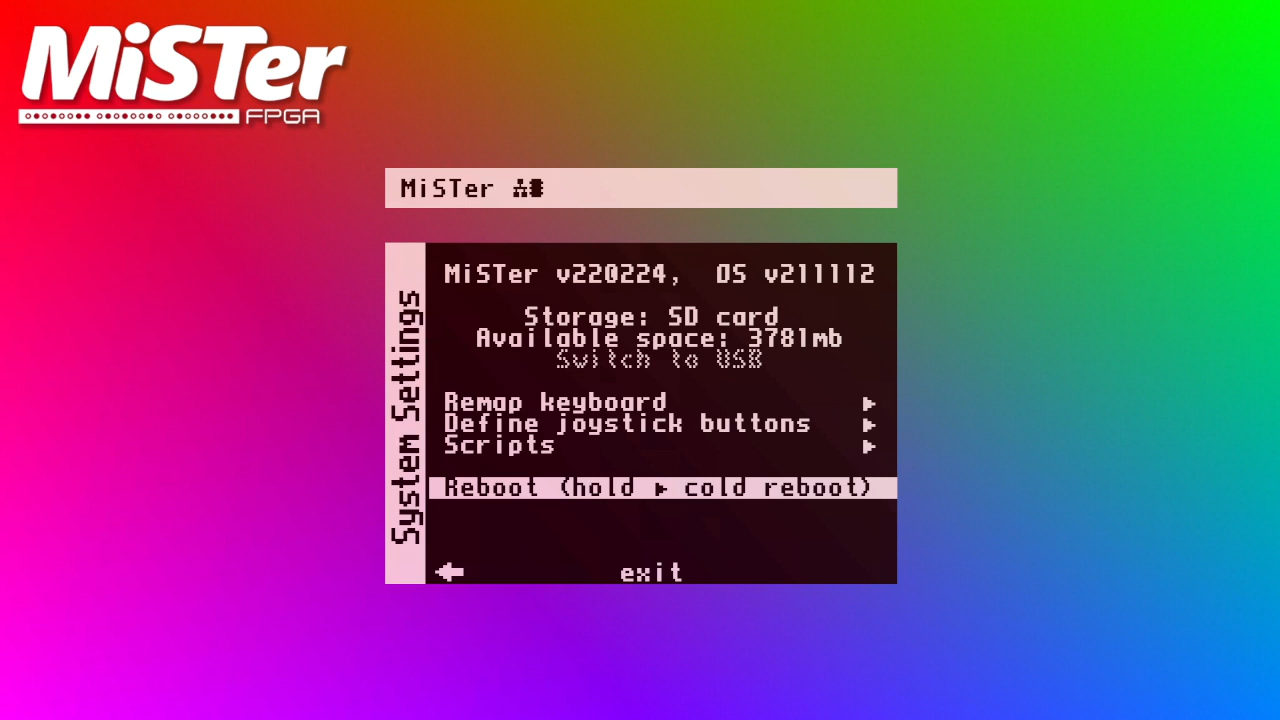 MiSTer
FPGA
MiSTer
System Settings
MiSTer v220224, OS v211112
Storage: SD card
Available space: 3781mb
Switch to USB
Remap keyboard
Define joystick buttons
Scripts
Reboot (hold ▸ cold reboot)
exit